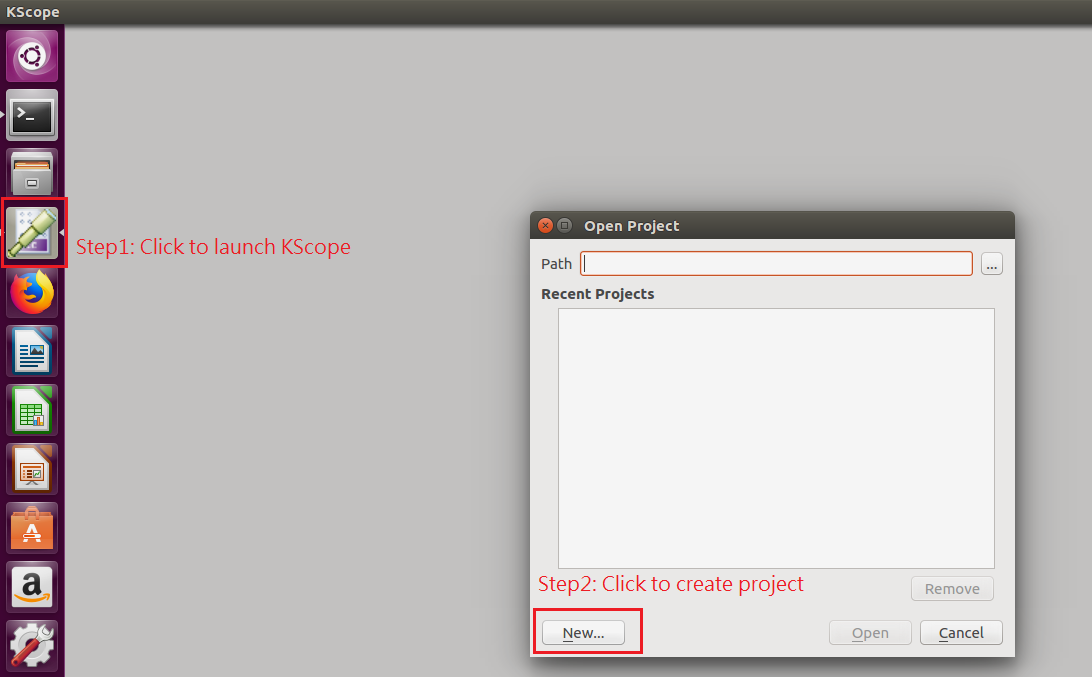 KScope
Step1: Click to launch KScope
Open Project
Path
...
Recent Projects
Step2: Click to create project
Remove
New...
Open
Cancel